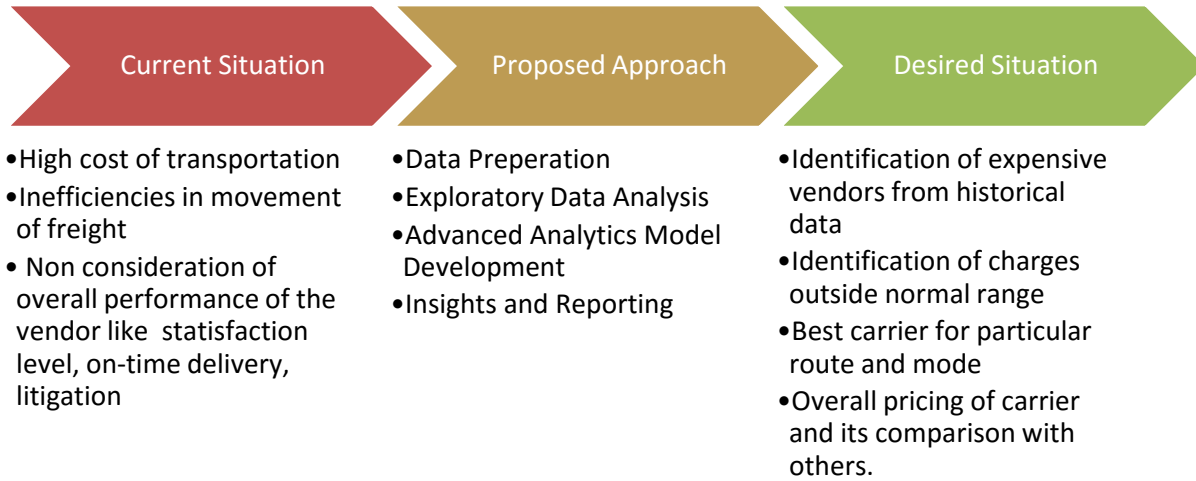 Current Situation
Proposed Approach
Desired Situation
•High cost of transportation
•Inefficiencies in movement
of freight
• Non consideration of
overall performance of the
vendor like  statisfaction
level, on-time delivery,
litigation
•Data Preperation
•Exploratory Data Analysis
•Advanced Analytics Model
Development
•Insights and Reporting
•Identification of expensive
vendors from historical
data
•Identification of charges
outside normal range
•Best carrier for particular
route and mode
•Overall pricing of carrier
and its comparison with
others.